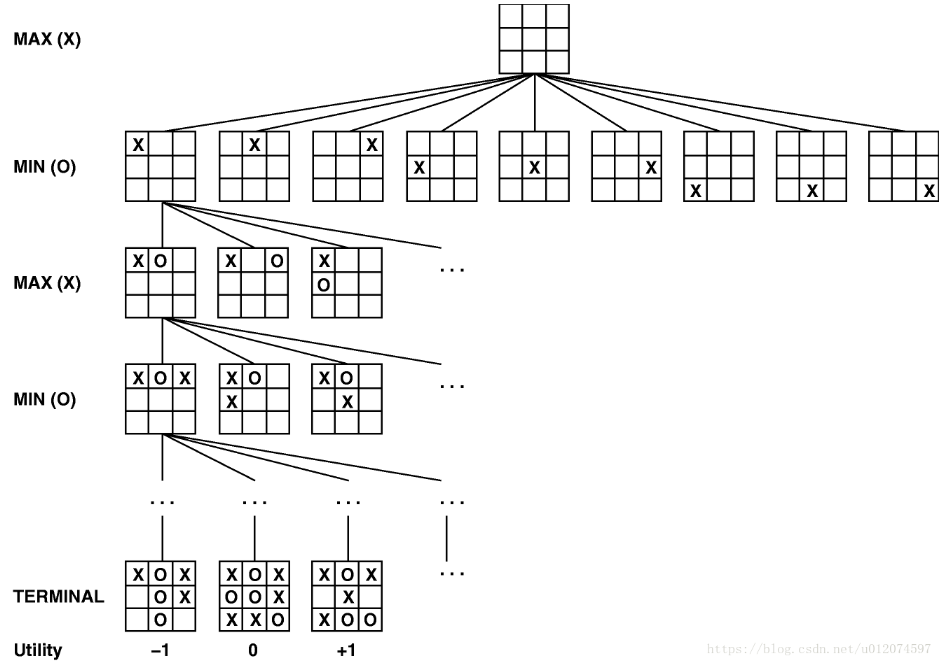 MAX (X)
X X X
MIN (O) X X X
X X X
X O X O X
MAX (X) O
...
X O X X O X O
MIN (O) X X
...
... ... ... ...
X O X X O X X O X
TERMINAL O X O O X X
O X X O X O O
...
Utility –1 0 +1
https://blog.csdn.net/u012074597